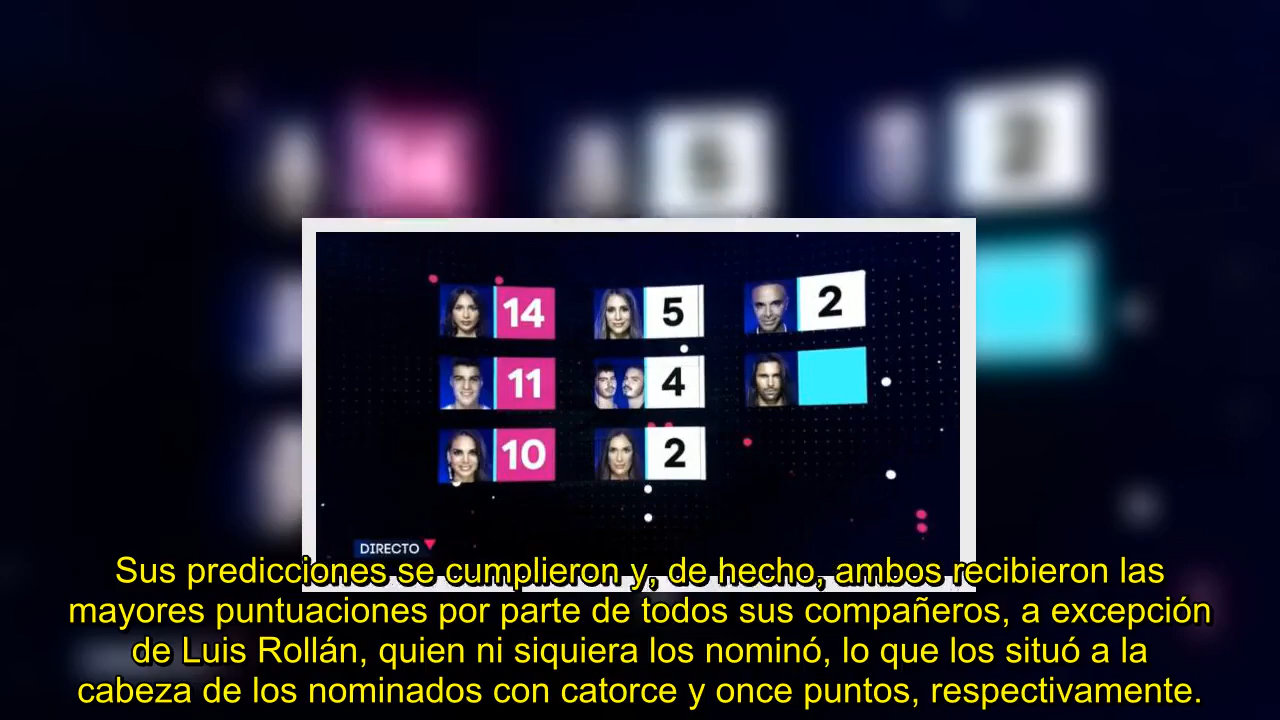 14 5 2
11 4
10 2
DIRECTO
Sus predicciones se cumplieron y, de hecho, ambos recibieron las
mayores puntuaciones por parte de todos sus compañeros, a excepción
de Luis Rollán, quien ni siquiera los nominó, lo que los situó a la
cabeza de los nominados con catorce y once puntos, respectivamente.